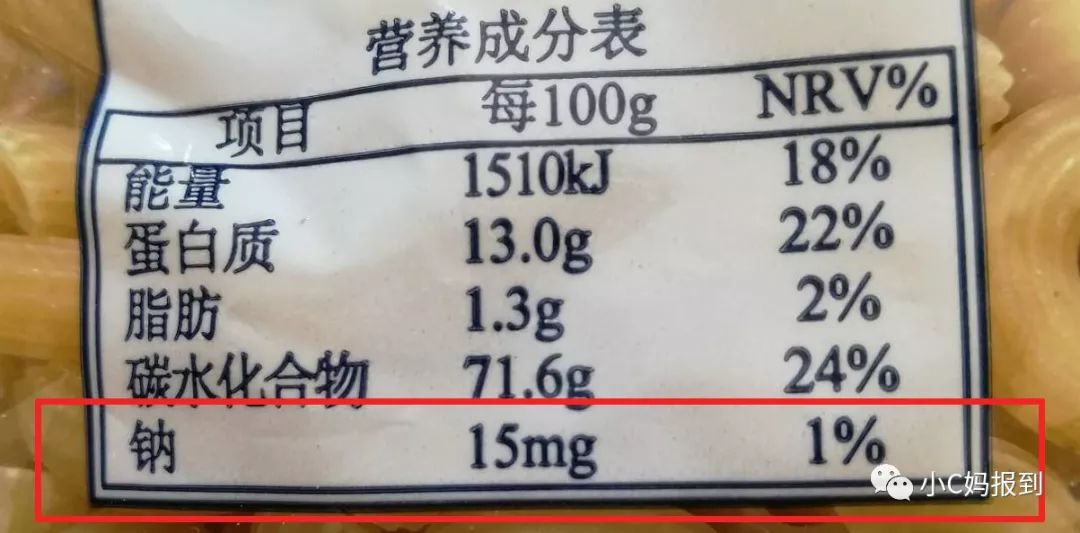 营养成分表
项目 每100g NRV%
能量 1510kJ 18%
蛋白质 13.0g 22%
脂肪 1.3g 2%
碳水化合物 71.6g 24%
钠 15mg 1%
小C妈报到